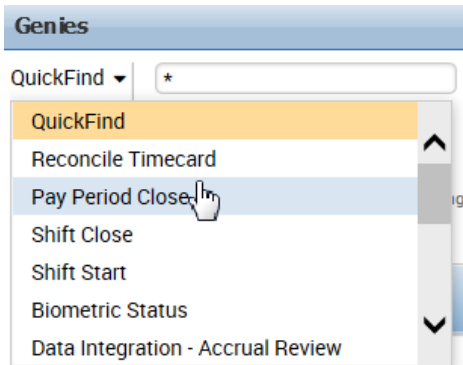 Genies
QuickFind *
QuickFind
Reconcile Timecard
Pay Period Close
Shift Close
Shift Start
Biometric Status
Data Integration - Accrual Review